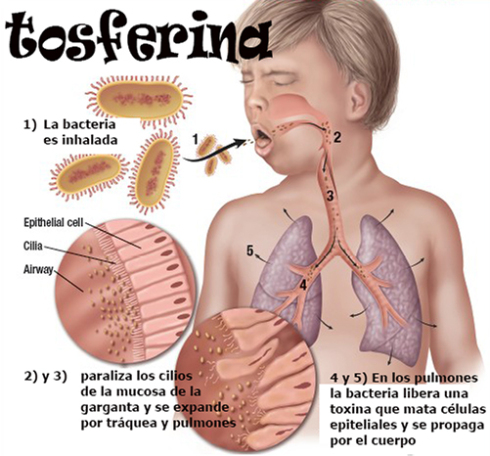 tosferina
1) La bacteria
es inhalada
1
2
3
4
5
Epithelial cell
Cilia
Airway
2) y 3) paraliza los cilios
de la mucosa de la
garganta y se expande
por tráquea y pulmones
4 y 5) En los pulmones
la bacteria libera una
toxina que mata células
epiteliales y se propaga
por el cuerpo